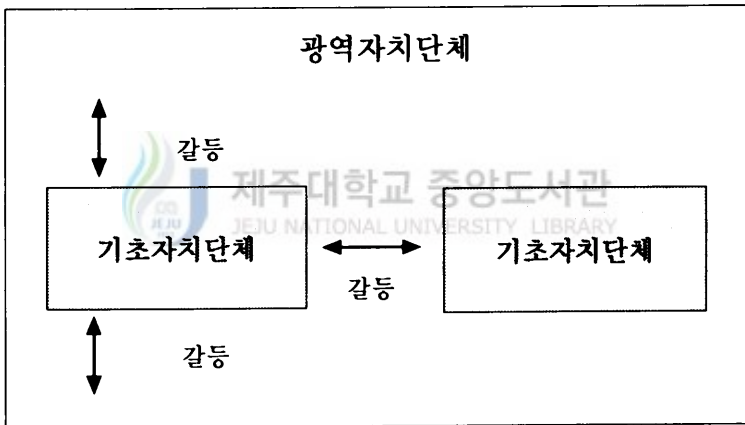 광역자치단체
갈등
제주대학교 중앙도서관
JEJU NATIONAL UNIVERSITY LIBRARY
JEJU
기초자치단체
기초자치단체
갈등
갈등